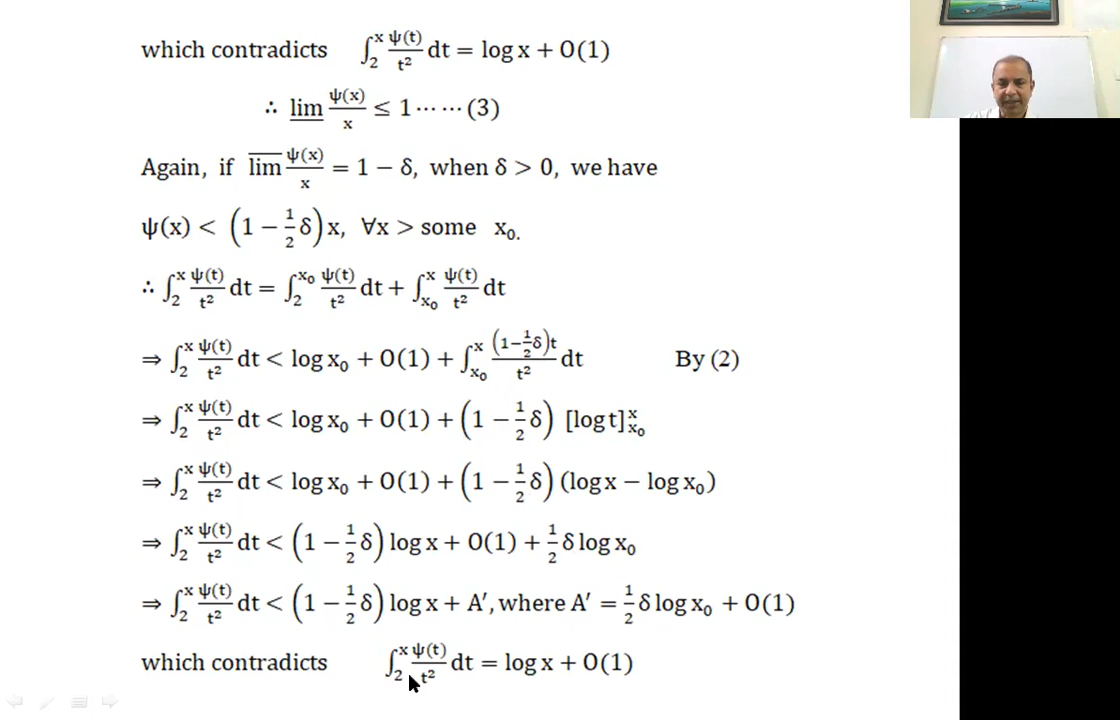 which contradicts ∫₂ˣ ψ(t)/t² dt = log x + O(1)
∴ l̲i̲m̲ ψ(x)/x ≤ 1 ⋯ ⋯ (3)
Again, if l̅i̅m̅ ψ(x)/x = 1 − δ, when δ > 0, we have
ψ(x) < (1 − ½δ)x, ∀x > some x₀.
∴ ∫₂ˣ ψ(t)/t² dt = ∫₂^x₀ ψ(t)/t² dt + ∫_x₀^x ψ(t)/t² dt
⇒ ∫₂ˣ ψ(t)/t² dt < log x₀ + O(1) + ∫_x₀^x (1−½δ)t/t² dt By (2)
⇒ ∫₂ˣ ψ(t)/t² dt < log x₀ + O(1) + (1 − ½δ) [log t]_x₀^x
⇒ ∫₂ˣ ψ(t)/t² dt < log x₀ + O(1) + (1 − ½δ) (log x − log x₀)
⇒ ∫₂ˣ ψ(t)/t² dt < (1 − ½δ) log x + O(1) + ½δ log x₀
⇒ ∫₂ˣ ψ(t)/t² dt < (1 − ½δ) log x + A′, where A′ = ½δ log x₀ + O(1)
which contradicts ∫₂ˣ ψ(t)/t² dt = log x + O(1)